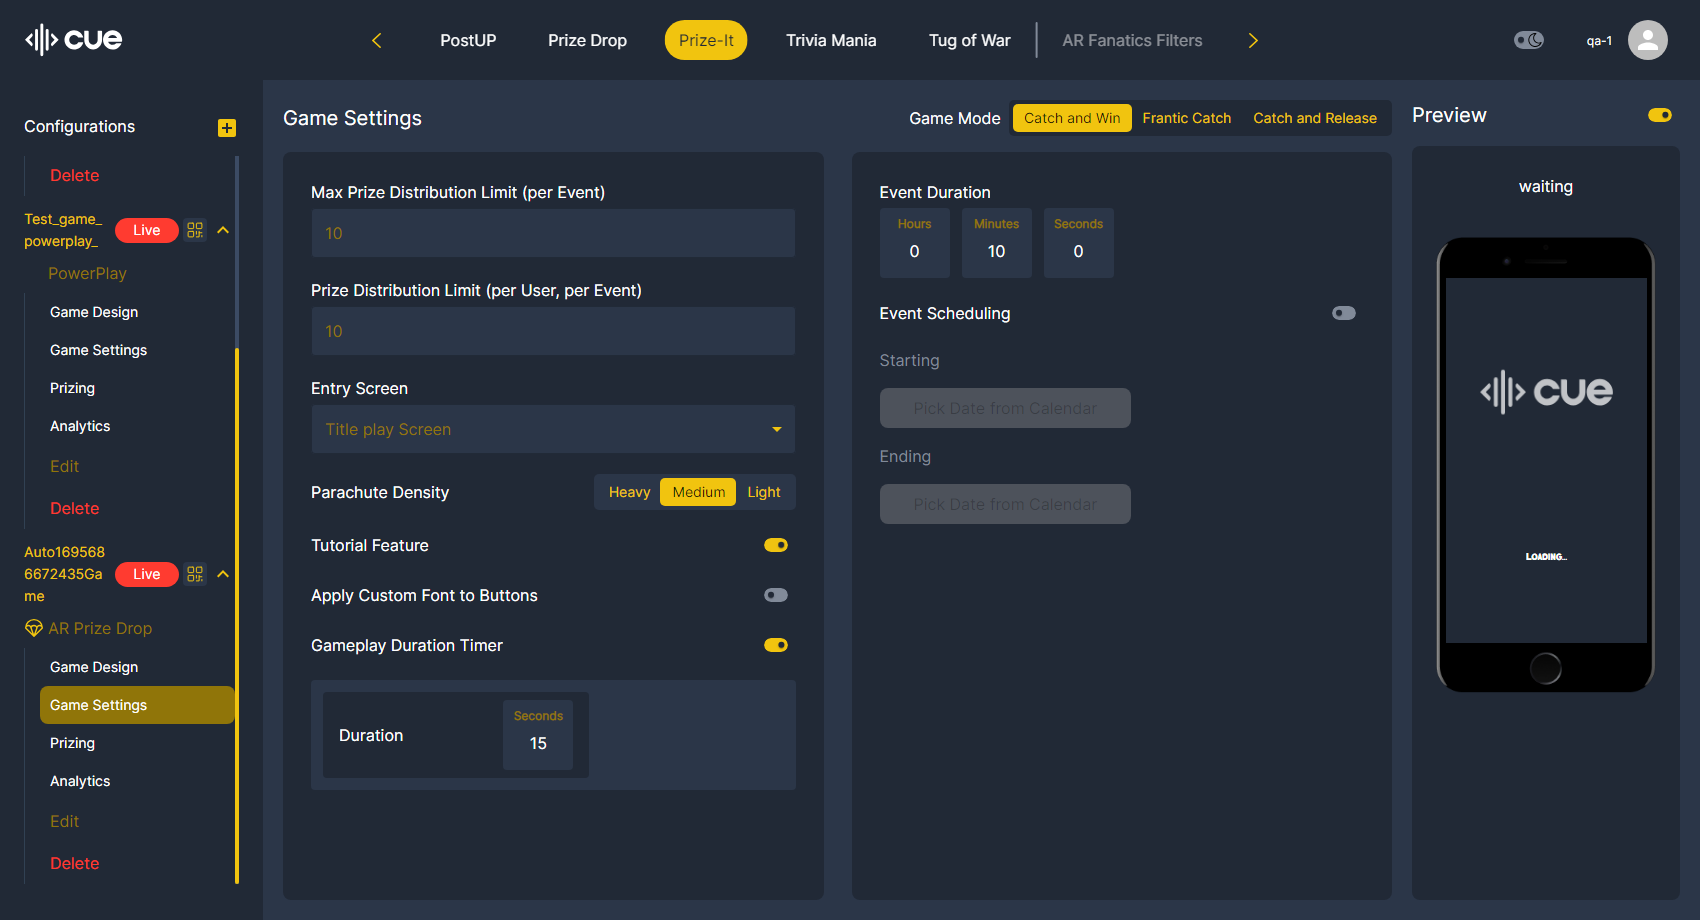 cue
PostUP
Prize Drop
Prize-It
Trivia Mania
Tug of War
AR Fanatics Filters
qa-1
Configurations
Delete
Test_game_
powerplay_
Live
PowerPlay
Game Design
Game Settings
Prizing
Analytics
Edit
Delete
Auto169568
6672435Ga
me
Live
AR Prize Drop
Game Design
Game Settings
Prizing
Analytics
Edit
Delete
Game Settings
Game Mode
Catch and Win
Frantic Catch
Catch and Release
Max Prize Distribution Limit (per Event)
10
Prize Distribution Limit (per User, per Event)
10
Entry Screen
Title play Screen
Parachute Density
Heavy
Medium
Light
Tutorial Feature
Apply Custom Font to Buttons
Gameplay Duration Timer
Duration
Seconds
15
Event Duration
Hours
0
Minutes
10
Seconds
0
Event Scheduling
Starting
Pick Date from Calendar
Ending
Pick Date from Calendar
Preview
waiting
cue
LOADING...